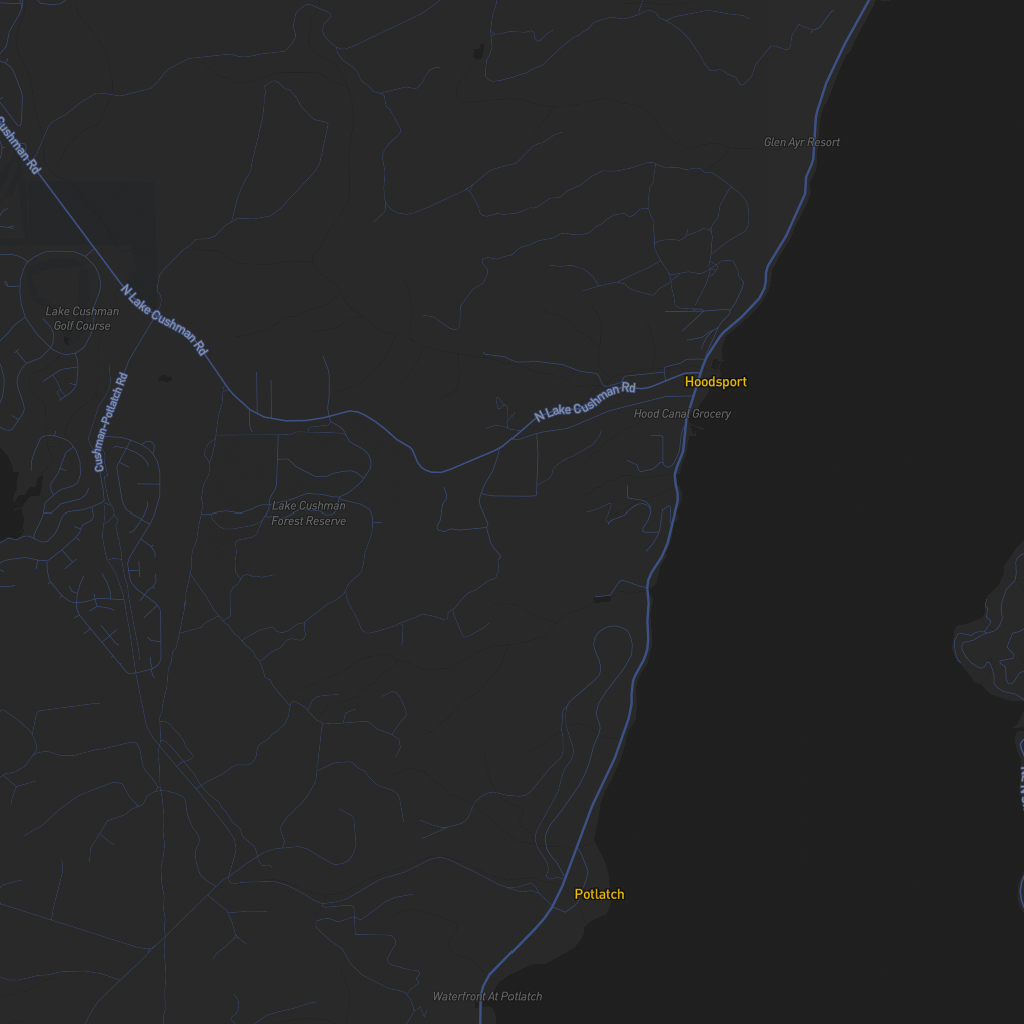 Glen Ayr Resort
Cushman Rd
N Lake Cushman Rd
Lake Cushman
Golf Course
Cushman-Potlatch Rd
Hoodsport
N Lake Cushman Rd
Hood Canal Grocery
Lake Cushman
Forest Reserve
Potlatch
Waterfront At Potlatch